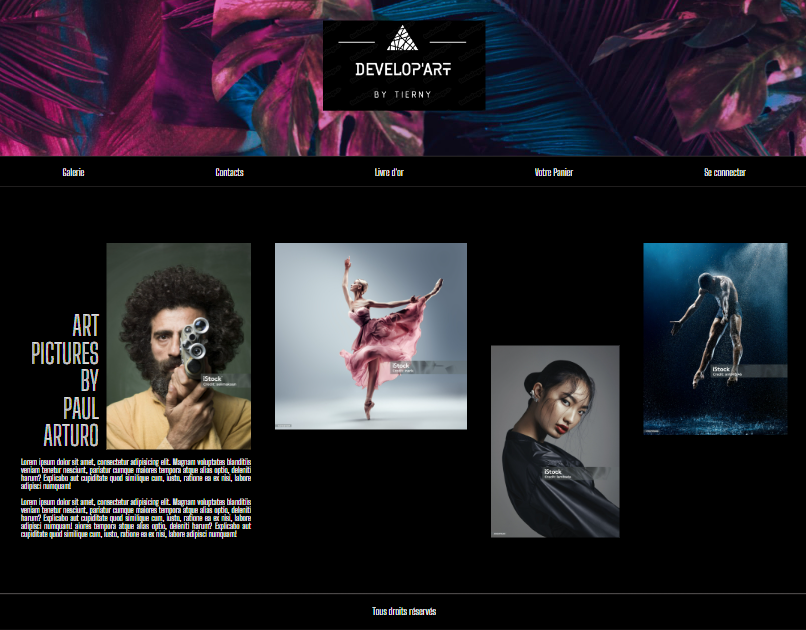 DEVELOP'ART
BY TIERNY
Galerie
Contacts
Livre d'or
Votre Panier
Se connecter
ART
PICTURES
BY
PAUL
ARTURO
iStock
iStock
iStock
iStock
Lorem ipsum dolor sit amet, consectetur adipisicing elit. Magnam voluptates blanditiis
veniam tenetur nesciunt, pariatur cumque maiores tempora atque alias optio, deleniti
harum? Explicabo aut cupiditate quod similique cum, iusto, ratione ea ex nisi, labore
adipisci numquam!
Lorem ipsum dolor sit amet, consectetur adipisicing elit. Magnam voluptates blanditiis
veniam tenetur nesciunt, pariatur cumque maiores tempora atque alias optio, deleniti
harum? Explicabo aut cupiditate quod similique cum, iusto, ratione ea ex nisi, labore
adipisci numquam! aiores tempora atque alias optio, deleniti harum? Explicabo aut
cupiditate quod similique cum, iusto, ratione ea ex nisi, labore adipisci numquam!
Tous droits réservés